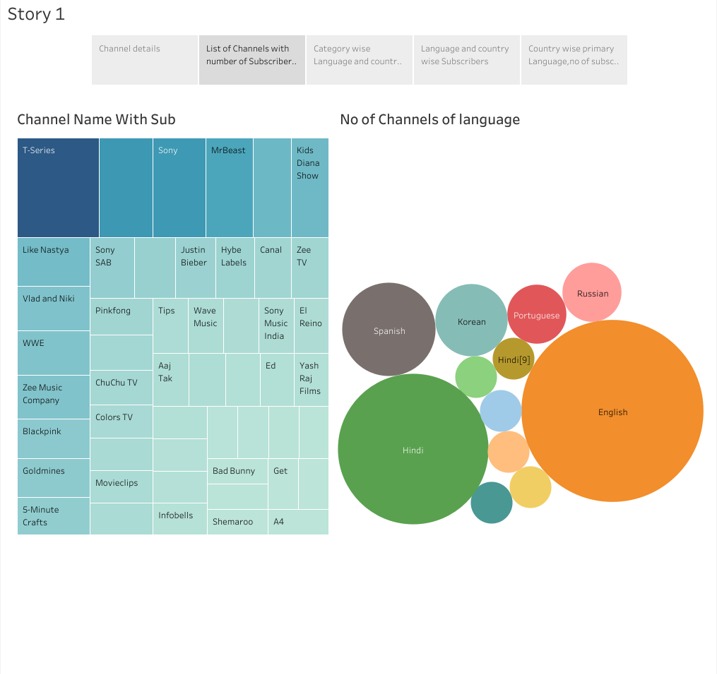 Story 1
Channel details
List of Channels with
number of Subscriber..
Category wise
Language and countr..
Language and country
wise Subscribers
Country wise primary
Language,no of subsc..
Channel Name With Sub
No of Channels of language
T-Series
Sony
MrBeast
Kids
Diana
Show
Like Nastya
Sony
SAB
Justin
Bieber
Hybe
Labels
Canal
Zee
TV
Vlad and Niki
Pinkfong
Tips
Wave
Music
Sony
Music
India
El
Reino
WWE
Aaj
Tak
Ed
Yash
Raj
Films
Zee Music
Company
ChuChu TV
Colors TV
Blackpink
Goldmines
Bad Bunny
Get
Movieclips
5-Minute
Crafts
Infobells
Shemaroo
A4
Russian
Portuguese
Korean
Spanish
Hindi[9]
English
Hindi